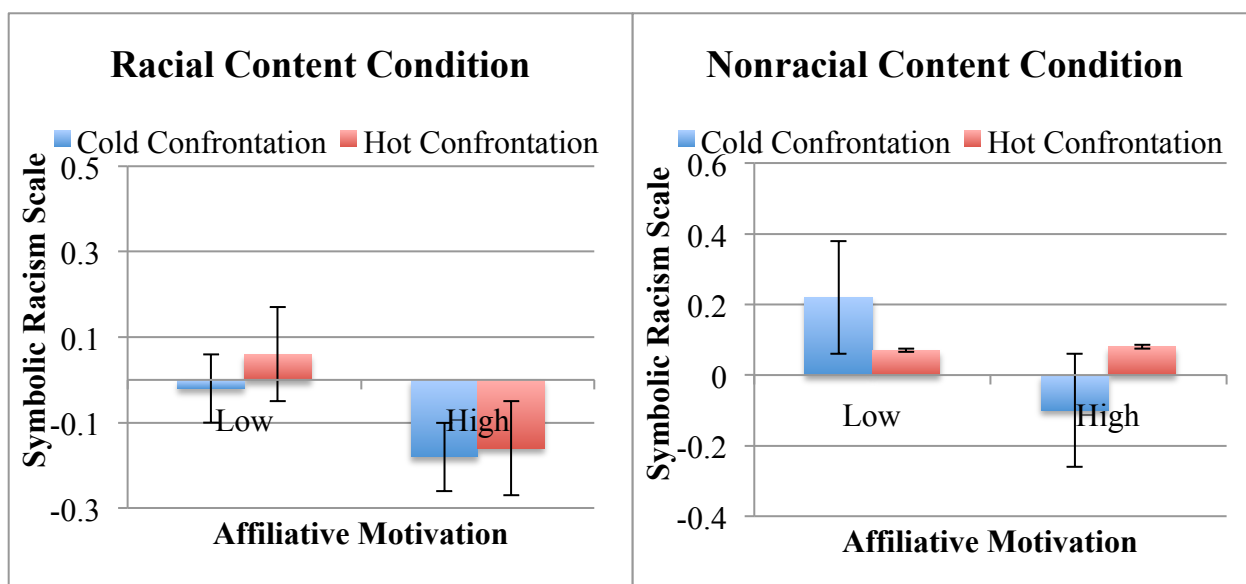 Racial Content Condition
Cold Confrontation Hot Confrontation
0.5
0.3
0.1
-0.1
-0.3
Symbolic Racism Scale
Low High
Affiliative Motivation
Nonracial Content Condition
Cold Confrontation Hot Confrontation
0.6
0.4
0.2
0
-0.2
-0.4
Symbolic Racism Scale
Low High
Affiliative Motivation